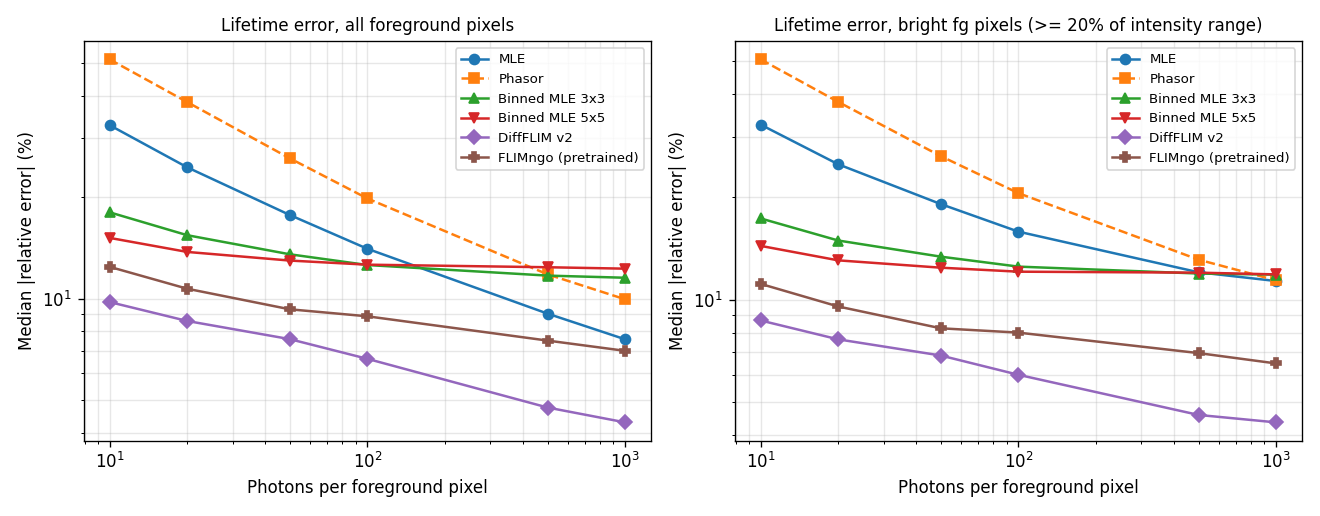 Lifetime error, all foreground pixels
MLE
Phasor
Binned MLE 3x3
Binned MLE 5x5
DiffFLIM v2
FLIMngo (pretrained)
Median |relative error| (%)
10¹
10¹
10²
10³
Photons per foreground pixel
Lifetime error, bright fg pixels (>= 20% of intensity range)
MLE
Phasor
Binned MLE 3x3
Binned MLE 5x5
DiffFLIM v2
FLIMngo (pretrained)
Median |relative error| (%)
10¹
10¹
10²
10³
Photons per foreground pixel